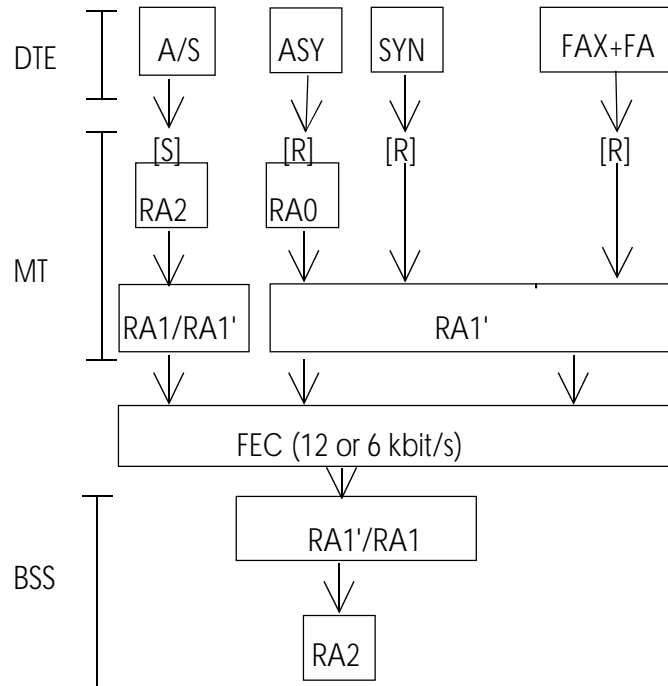 DTE
A/S
ASY
SYN
FAX+FA
[S]
[R]
[R]
[R]
RA2
RA0
MT
RA1/RA1'
RA1'
FEC (12 or 6 kbit/s)
RA1'/RA1
BSS
RA2